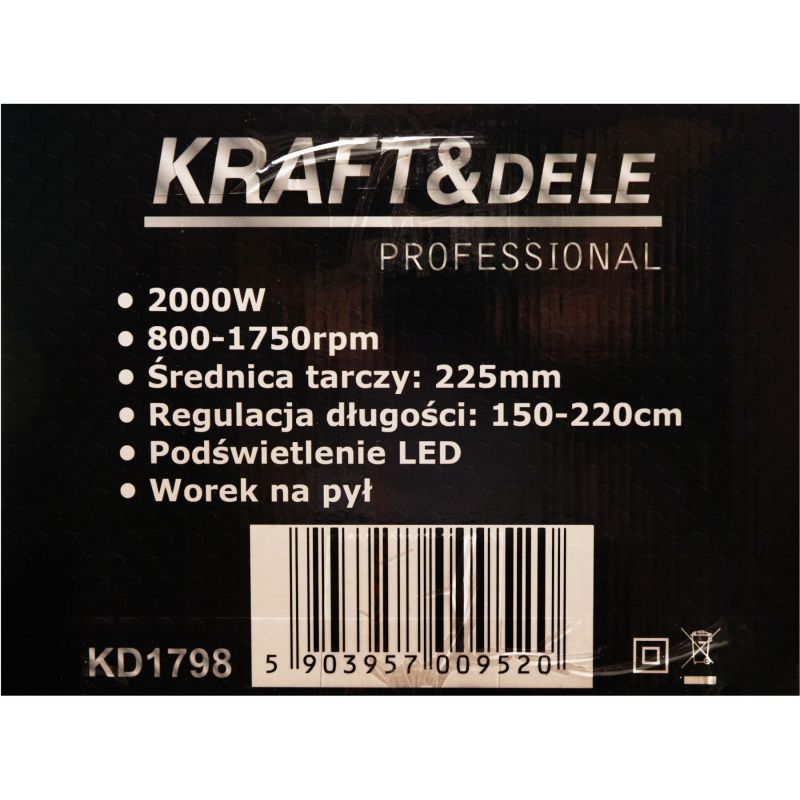 KRAFT&DELE
PROFESSIONAL
• 2000W
• 800-1750rpm
• Średnica tarczy: 225mm
• Regulacja długości: 150-220cm
• Podświetlenie LED
• Worek na pył
KD1798
5 903957 009520